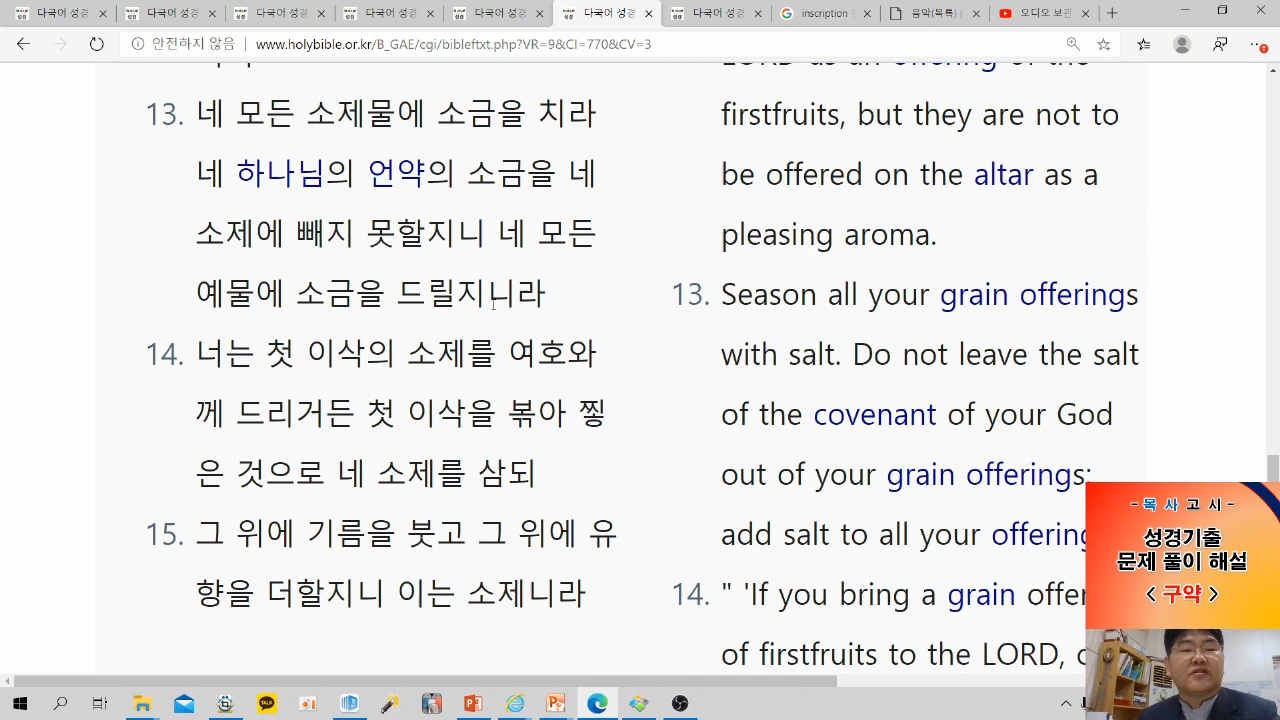 다국어 성경
다국어 성경
다국어 성경
다국어 성경
다국어 성경
다국어 성경
다국어 성경
inscription
음악(목록) |
오디오 보관
안전하지 않음
www.holybible.or.kr/B_GAE/cgi/bibleftxt.php?VR=9&CI=770&CV=3
13. 네 모든 소제물에 소금을 치라
네 하나님의 언약의 소금을 네
소제에 빼지 못할지니 네 모든
예물에 소금을 드릴지니라
14. 너는 첫 이삭의 소제를 여호와
께 드리거든 첫 이삭을 볶아 찧
은 것으로 네 소제를 삼되
15. 그 위에 기름을 붓고 그 위에 유
향을 더할지니 이는 소제니라
LORD as an offering of the
firstfruits, but they are not to
be offered on the altar as a
pleasing aroma.
13. Season all your grain offerings
with salt. Do not leave the salt
of the covenant of your God
out of your grain offerings;
add salt to all your offering
14. " 'If you bring a grain offer
of firstfruits to the LORD,
- 목 사 고 시 -
성경기출
문제 풀이 해설
< 구약 >
TALK